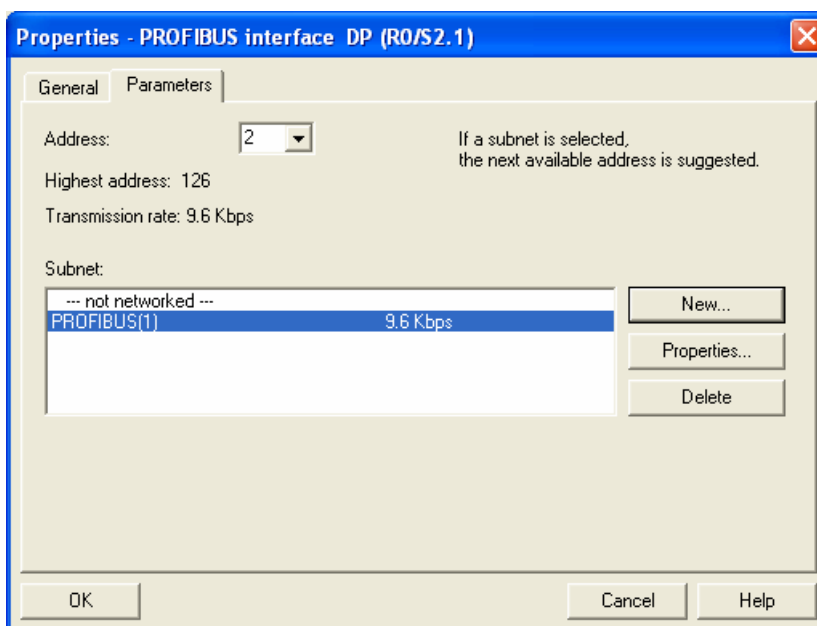 Properties - PROFIBUS interface DP (R0/S2.1)
General Parameters
Address: 2 If a subnet is selected,
the next available address is suggested.
Highest address: 126
Transmission rate: 9.6 Kbps
Subnet:
--- not networked --- New...
PROFIBUS(1) 9.6 Kbps
Properties...
Delete
OK Cancel Help